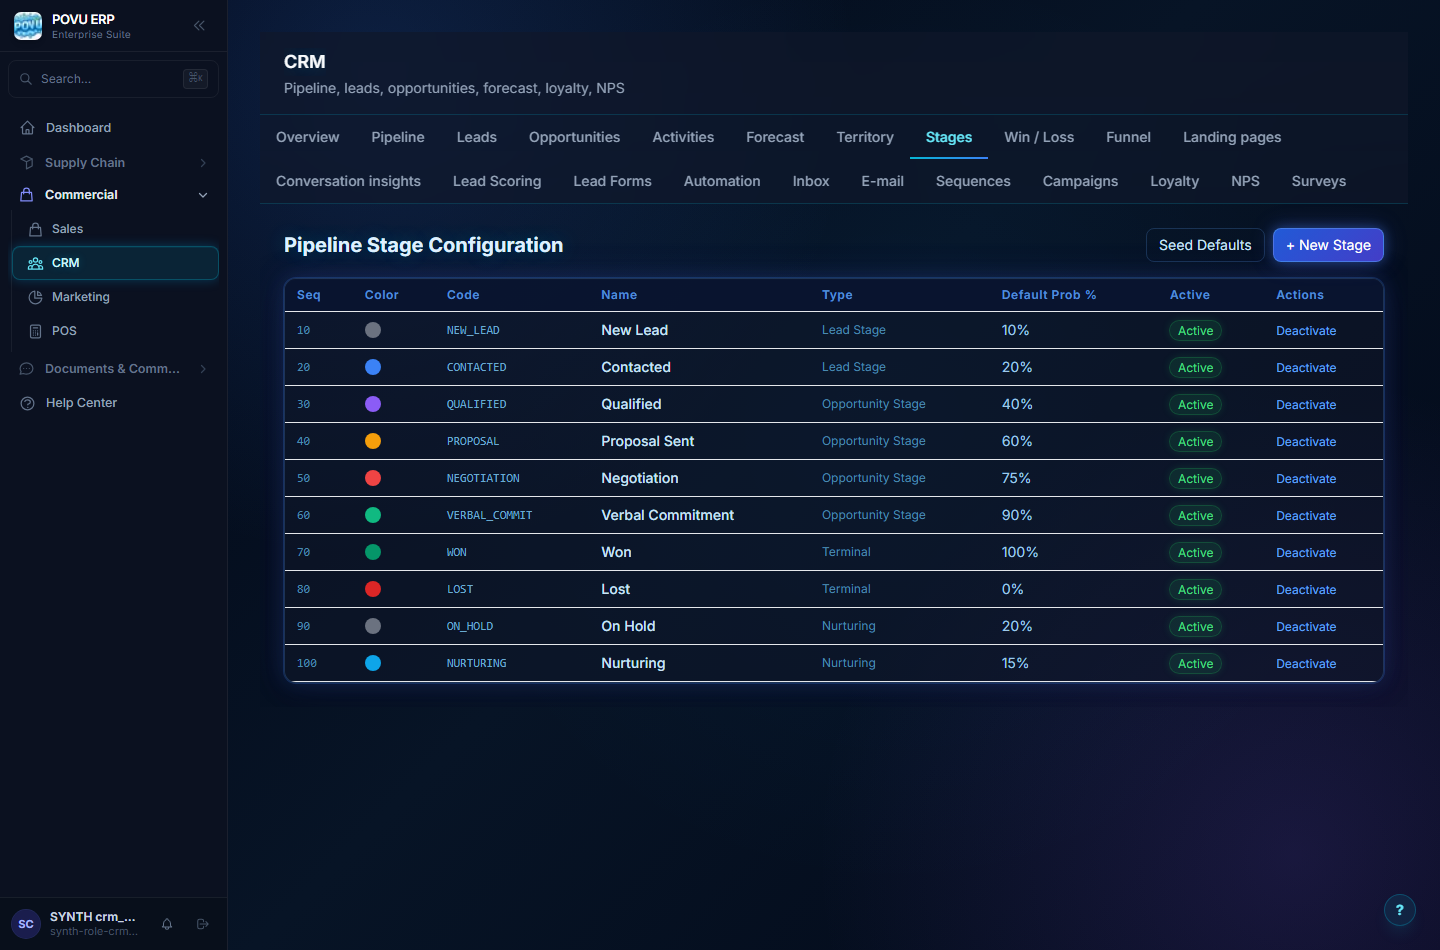 POVU ERP
Enterprise Suite
Search...
⌘K
Dashboard
Supply Chain
Commercial
Sales
CRM
Marketing
POS
Documents & Comm...
Help Center
SC
SYNTH crm_...
synth-role-crm...
CRM
Pipeline, leads, opportunities, forecast, loyalty, NPS
Overview Pipeline Leads Opportunities Activities Forecast Territory Stages Win / Loss Funnel Landing pages
Conversation insights Lead Scoring Lead Forms Automation Inbox E-mail Sequences Campaigns Loyalty NPS Surveys
Pipeline Stage Configuration Seed Defaults + New Stage
Seq Color Code Name Type Default Prob % Active Actions
10 NEW_LEAD New Lead Lead Stage 10% Active Deactivate
20 CONTACTED Contacted Lead Stage 20% Active Deactivate
30 QUALIFIED Qualified Opportunity Stage 40% Active Deactivate
40 PROPOSAL Proposal Sent Opportunity Stage 60% Active Deactivate
50 NEGOTIATION Negotiation Opportunity Stage 75% Active Deactivate
60 VERBAL_COMMIT Verbal Commitment Opportunity Stage 90% Active Deactivate
70 WON Won Terminal 100% Active Deactivate
80 LOST Lost Terminal 0% Active Deactivate
90 ON_HOLD On Hold Nurturing 20% Active Deactivate
100 NURTURING Nurturing Nurturing 15% Active Deactivate
?